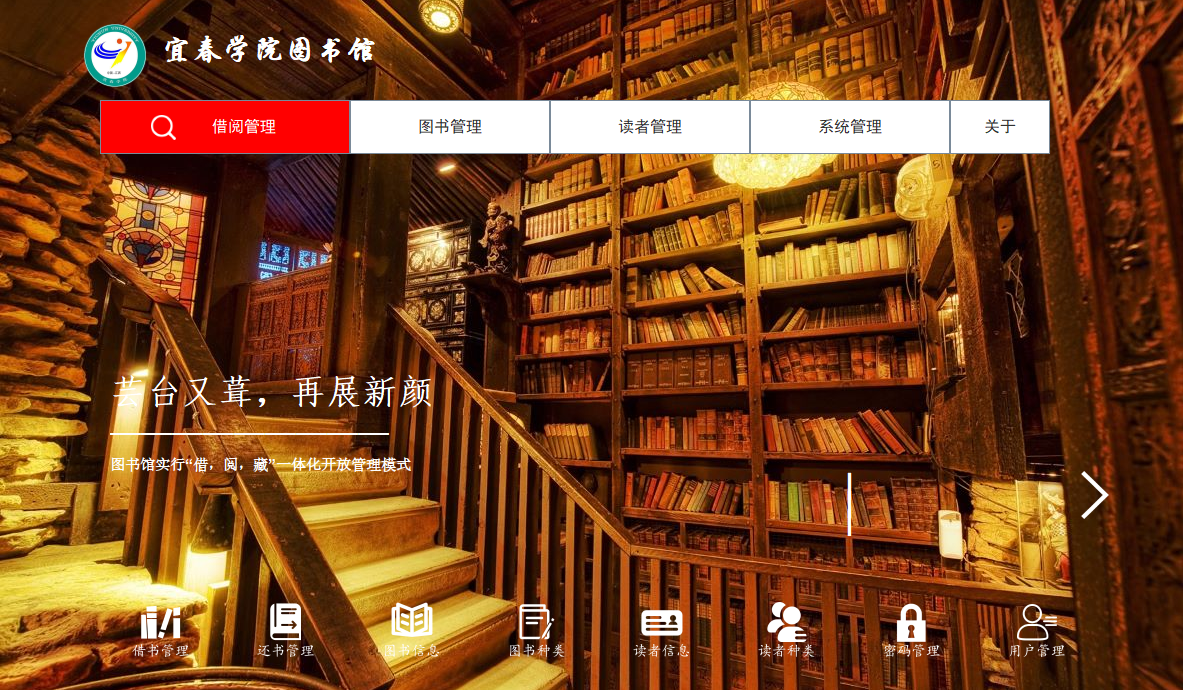 宜春学院图书馆
借阅管理
图书管理
读者管理
系统管理
关于
芸台又葺，再展新颜
图书馆实行“借，阅，藏”一体化开放管理模式
借书管理
还书管理
图书信息
图书种类
读者信息
读者种类
密码管理
用户管理